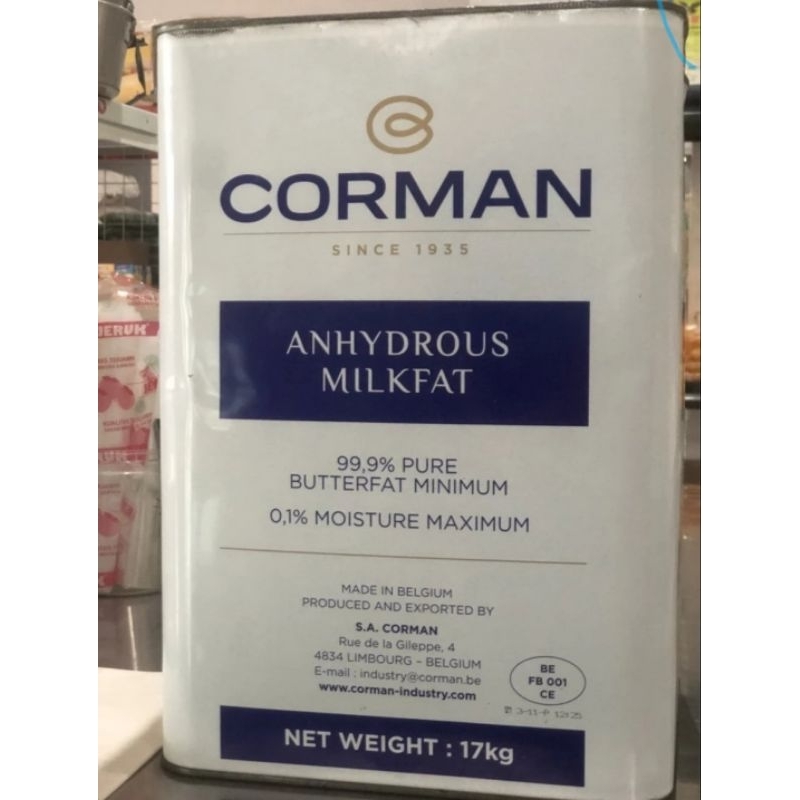 CORMAN
SINCE 1935
ANHYDROUS
MILKFAT
99,9% PURE
BUTTERFAT MINIMUM
0,1% MOISTURE MAXIMUM
MADE IN BELGIUM
PRODUCED AND EXPORTED BY
S.A. CORMAN
Rue de la Gileppe, 4
4834 LIMBOURG – BELGIUM
E-mail : industry@corman.be
www.corman-industry.com
BE
FB 001
CE
NET WEIGHT : 17kg